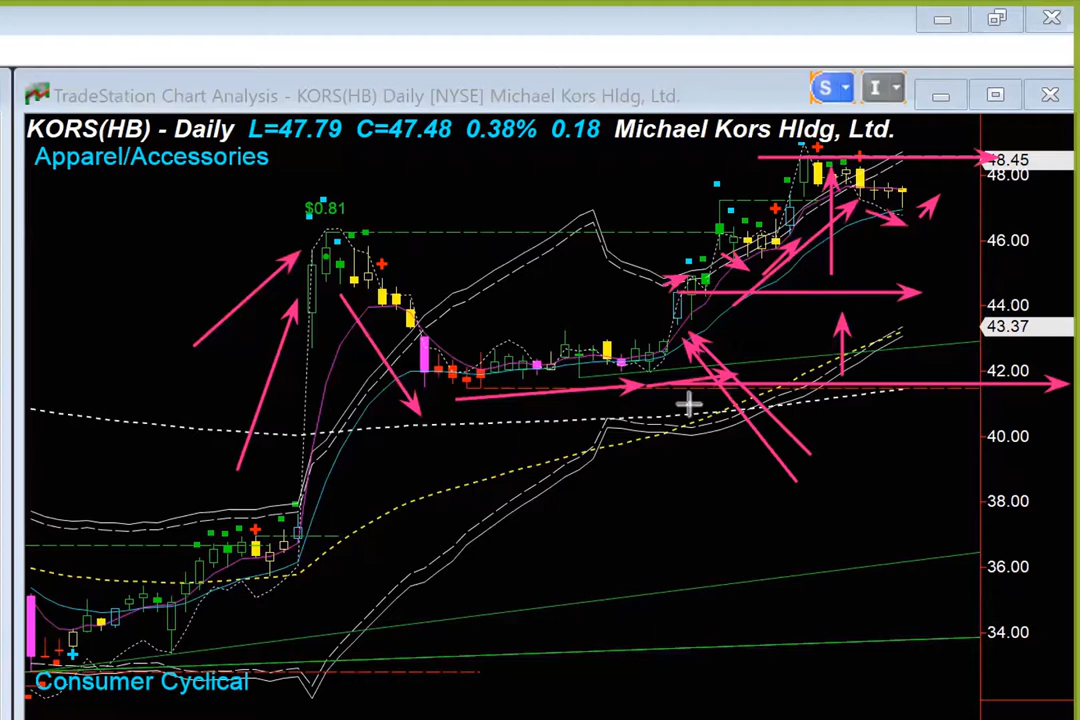 TradeStation Chart Analysis - KORS(HB) Daily [NYSE] Michael Kors Hldg, Ltd.
S
I
KORS(HB) - Daily L=47.79 C=47.48 0.38% 0.18 Michael Kors Hldg, Ltd.
Apparel/Accessories
48.45
48.00
$0.81
46.00
44.00
43.37
42.00
40.00
38.00
36.00
34.00
Consumer Cyclical